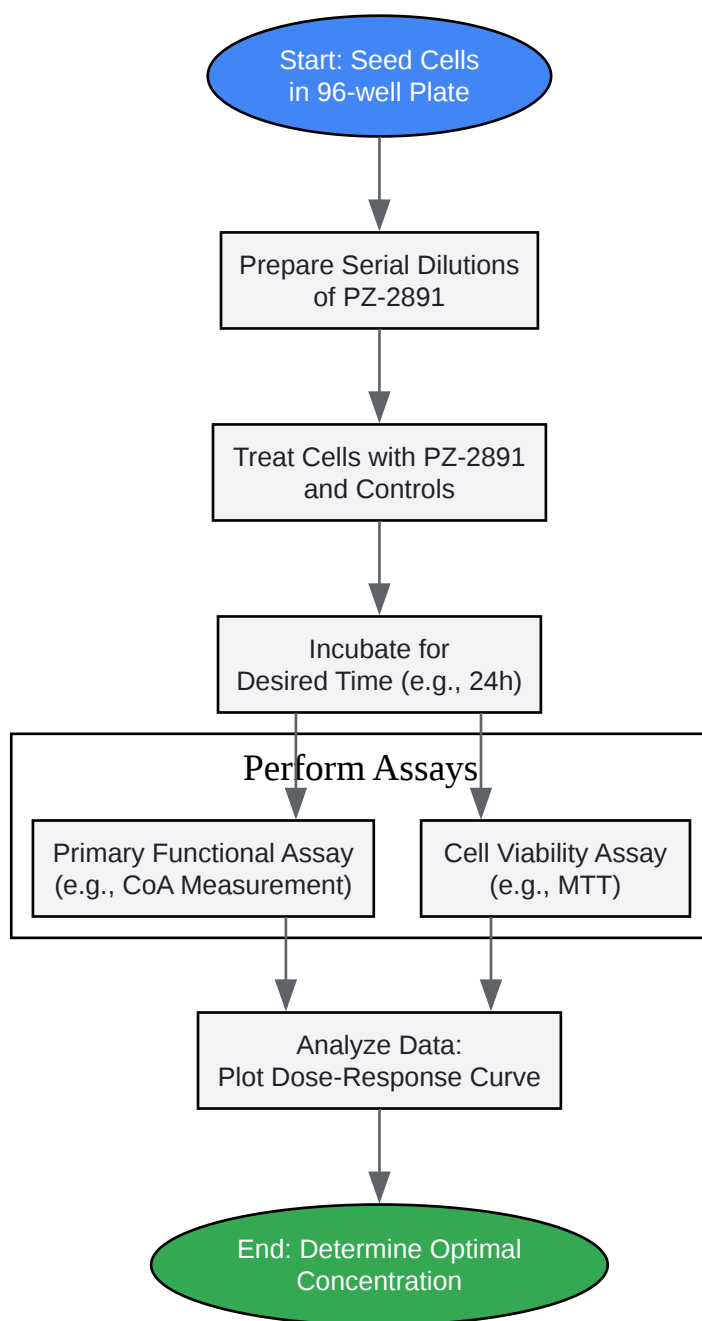 Start: Seed Cells
in 96-well Plate
Prepare Serial Dilutions
of PZ-2891
Treat Cells with PZ-2891
and Controls
Incubate for
Desired Time (e.g., 24h)
Perform Assays
Primary Functional Assay
(e.g., CoA Measurement)
Cell Viability Assay
(e.g., MTT)
Analyze Data:
Plot Dose-Response Curve
End: Determine Optimal
Concentration